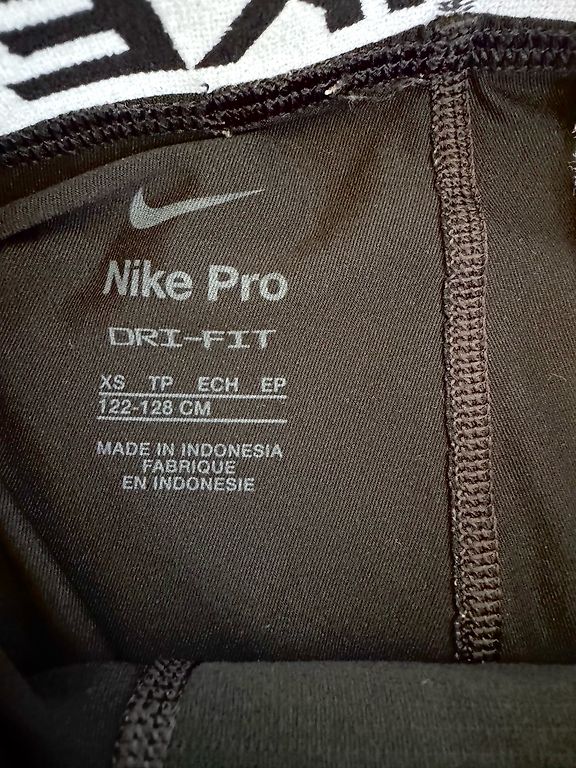 Nike Pro
DRI-FIT
XS TP ECH EP
122-128 CM
MADE IN INDONESIA
FABRIQUE
EN INDONESIE